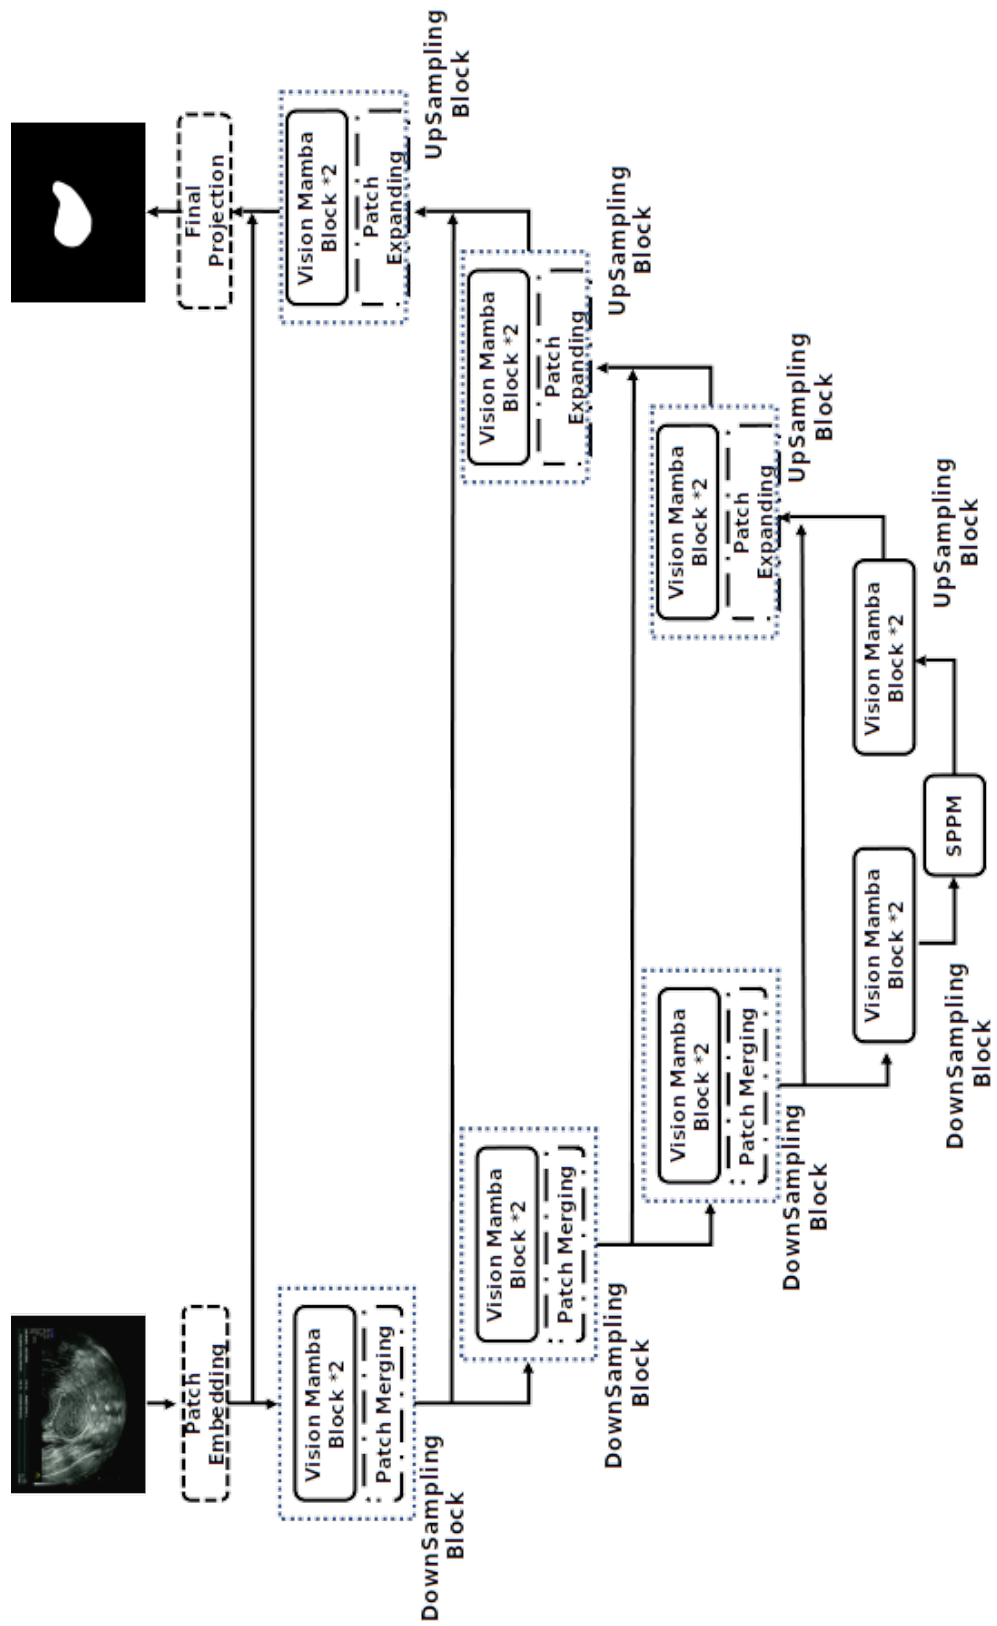 Patch
Embedding
Final
Projection
Vision Mamba
Block *2
Patch Merging
DownSampling
Block
Vision Mamba
Block *2
Patch
Expanding
UpSampling
Block
Vision Mamba
Block *2
Patch Merging
DownSampling
Block
Vision Mamba
Block *2
Patch
Expanding
UpSampling
Block
Vision Mamba
Block *2
Patch Merging
DownSampling
Block
Vision Mamba
Block *2
Patch
Expanding
UpSampling
Block
Vision Mamba
Block *2
DownSampling
Block
SPPM
Vision Mamba
Block *2
UpSampling
Block